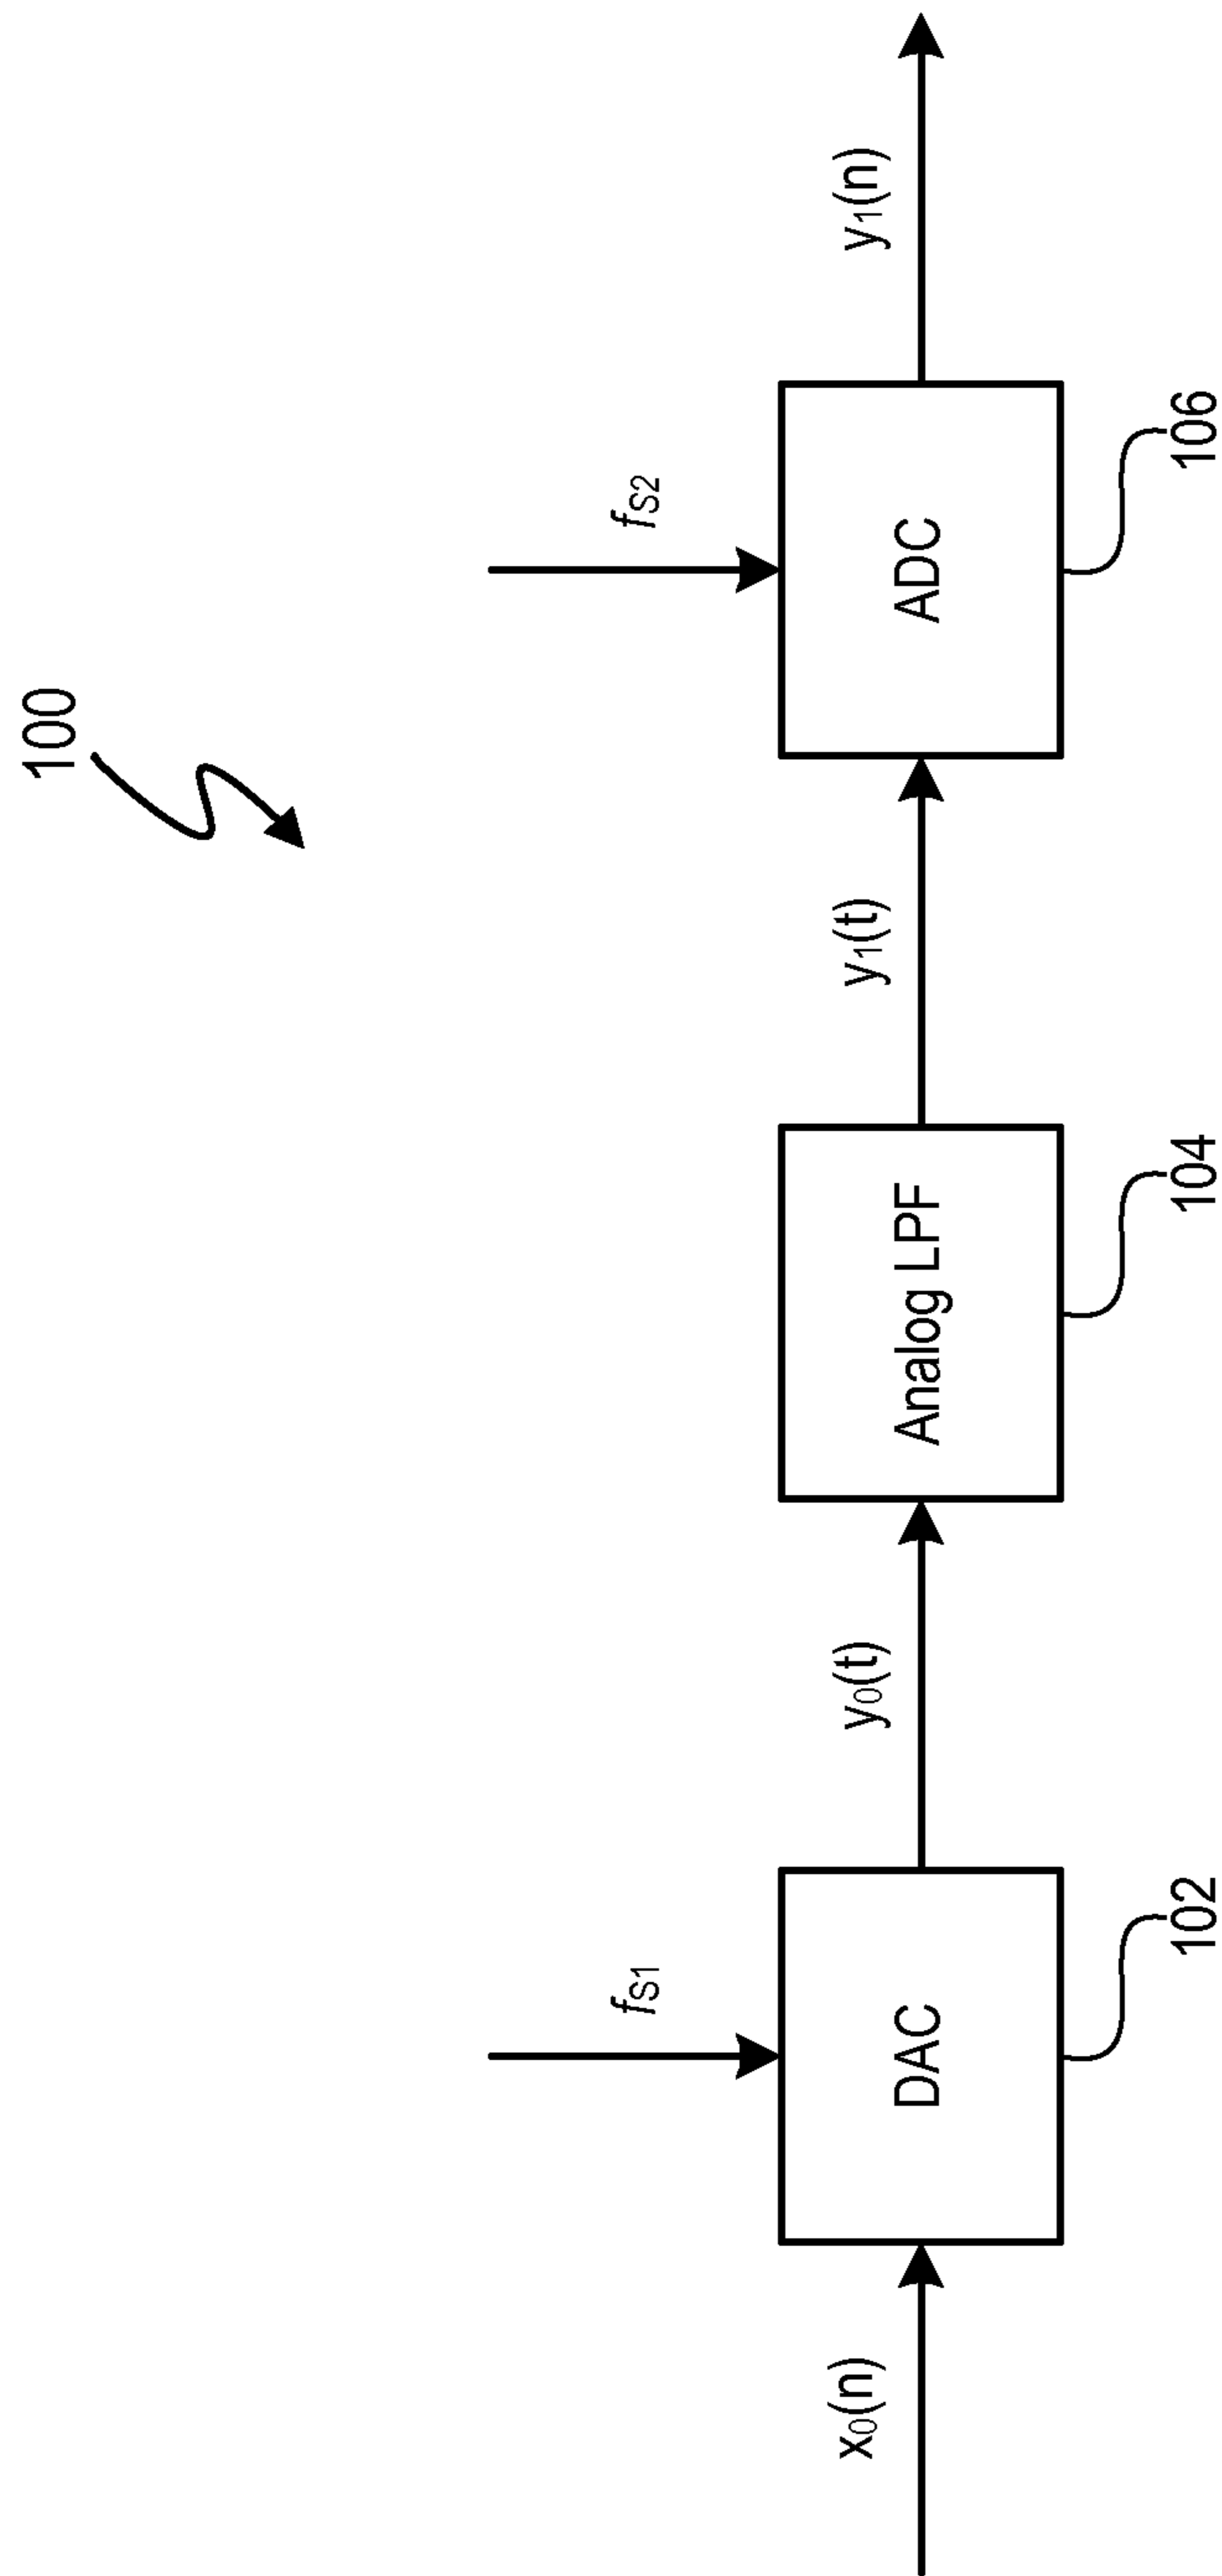 100
fS1
fS2
x0(n)
DAC
y0(t)
Analog LPF
y1(t)
ADC
y1(n)
102
104
106